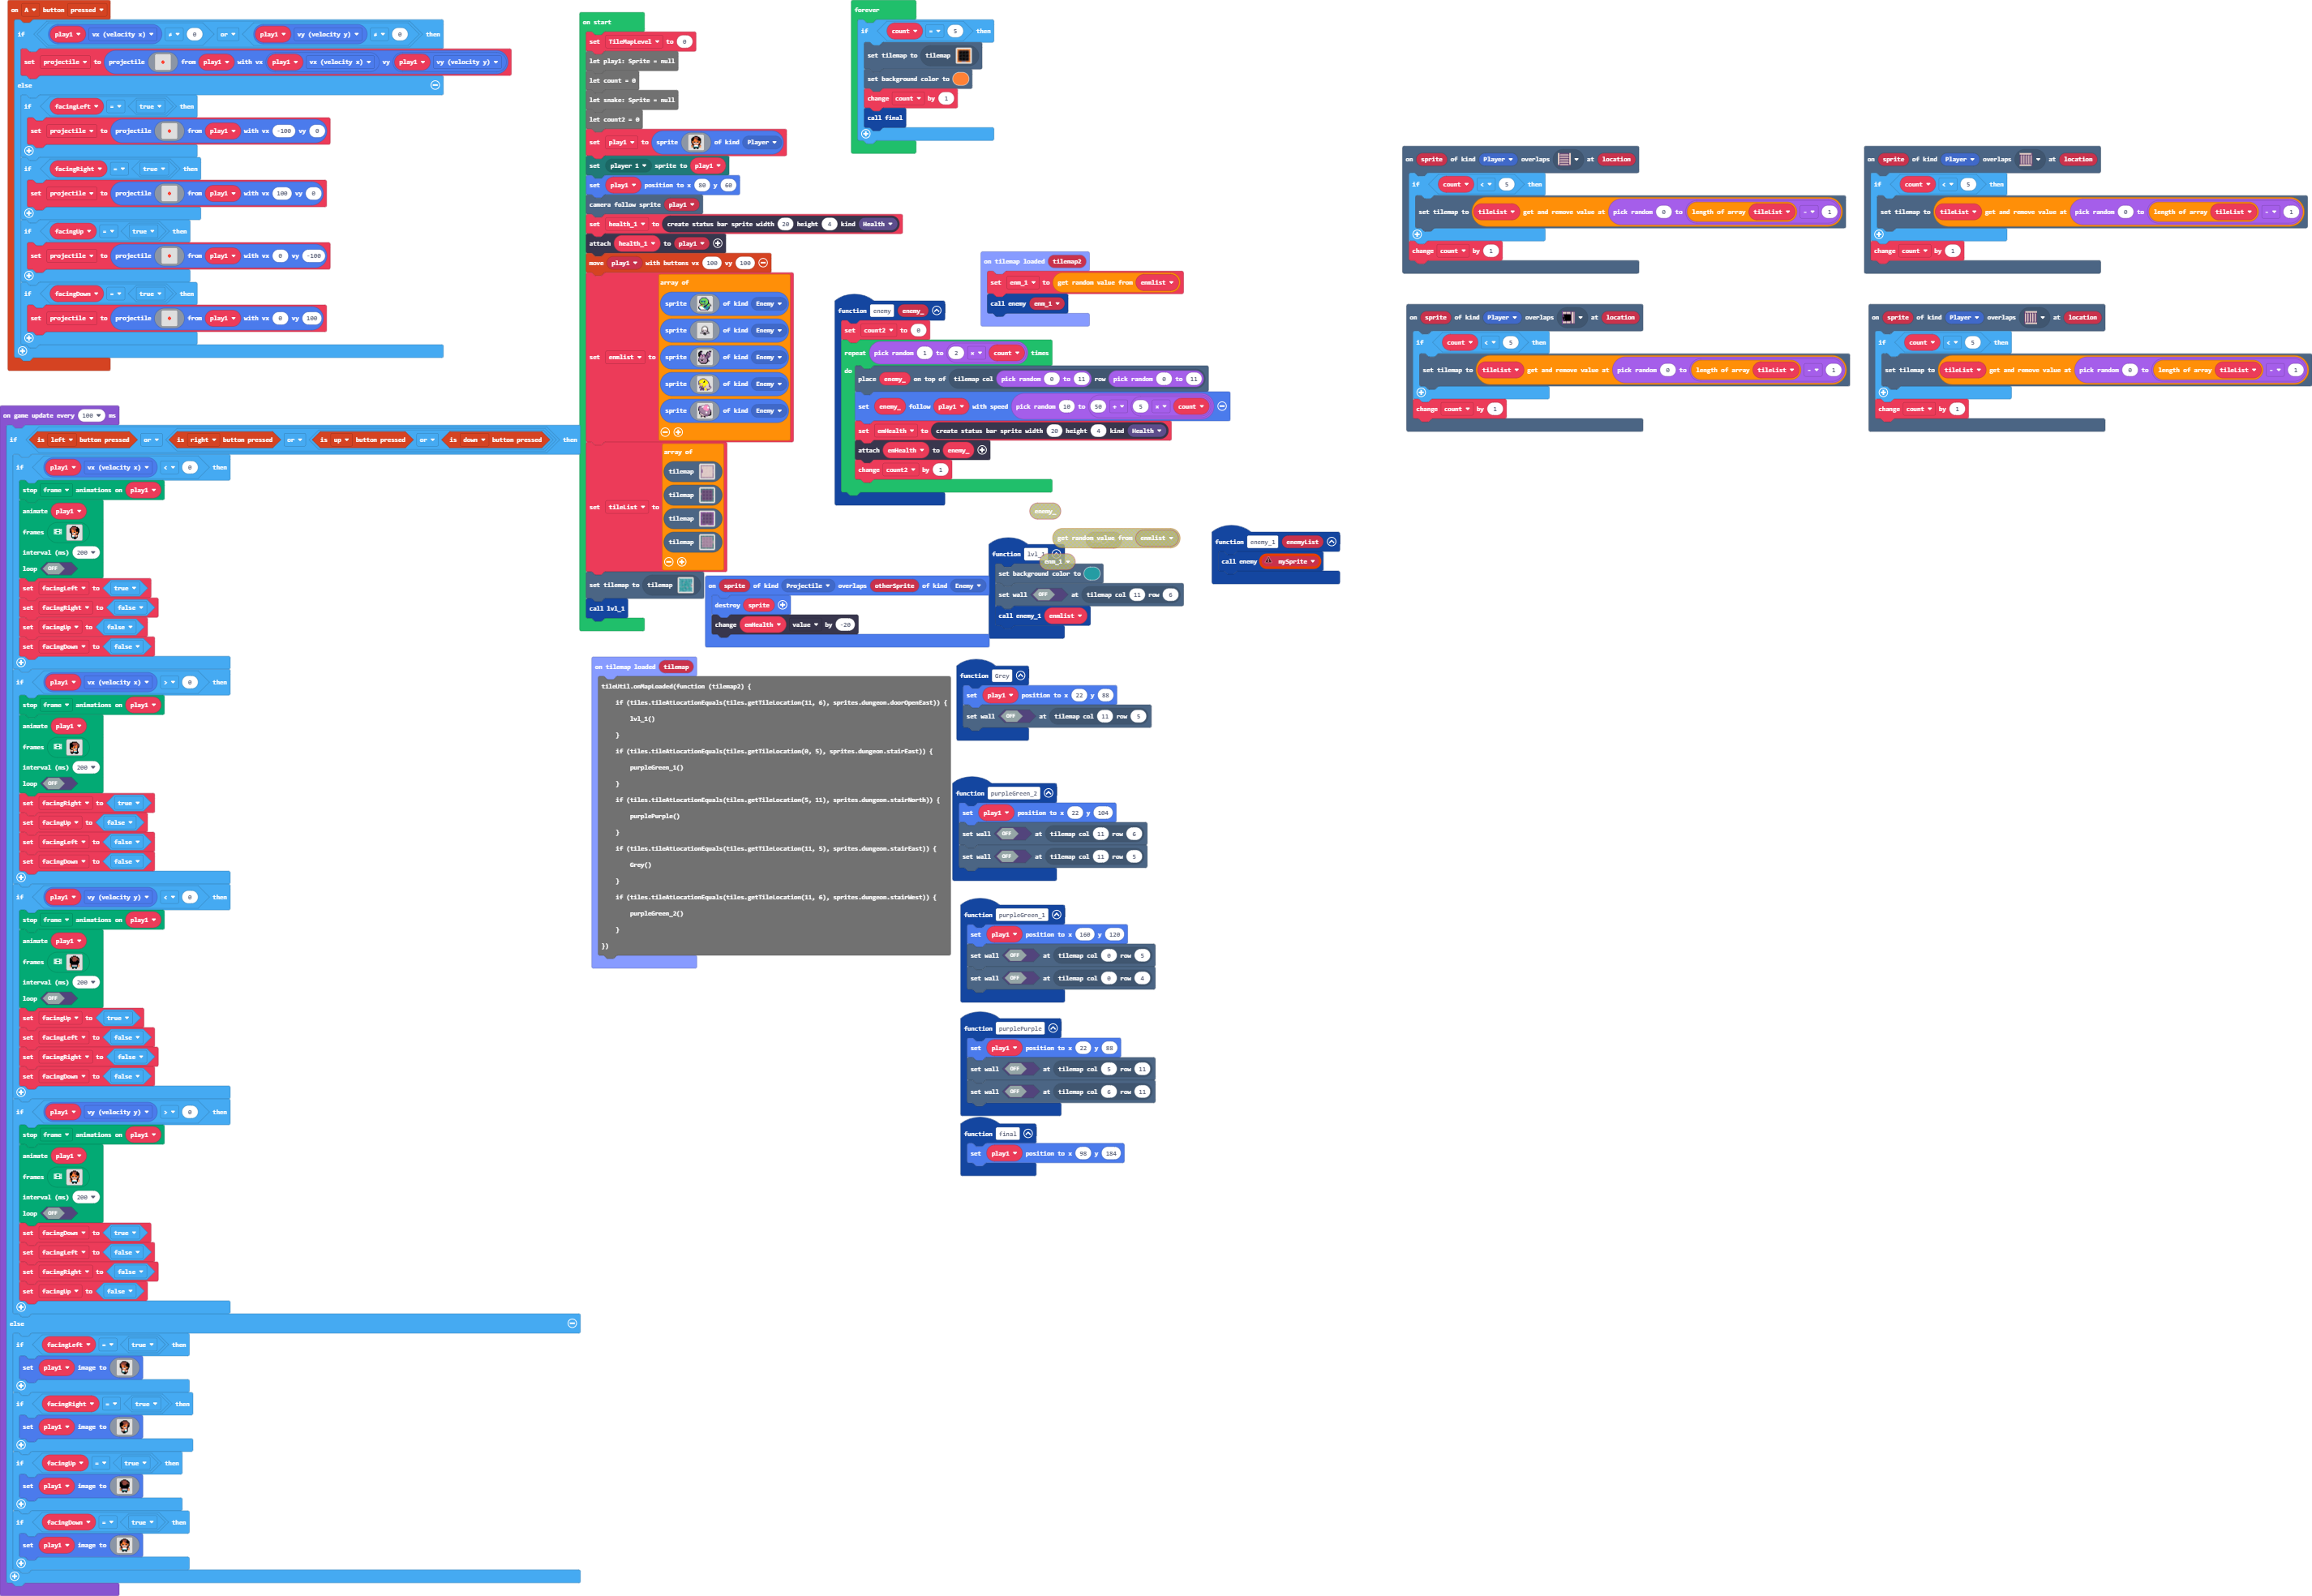 on A button pressed
if play1 vx (velocity x) ≠ 0 or play1 vy (velocity y) ≠ 0 then
set projectile to projectile from play1 with vx play1 vx (velocity x) vy play1 vy (velocity y)
else
if facingLeft = true then
set projectile to projectile from play1 with vx -100 vy 0
if facingRight = true then
set projectile to projectile from play1 with vx 100 vy 0
if facingUp = true then
set projectile to projectile from play1 with vx 0 vy -100
if facingDown = true then
set projectile to projectile from play1 with vx 0 vy 100
on game update every 100 ms
if is left button pressed or is right button pressed or is up button pressed or is down button pressed then
if play1 vx (velocity x) < 0 then
stop frame animations on play1
animate play1
frames
interval (ms) 200
loop OFF
set facingLeft to true
set facingRight to false
set facingUp to false
set facingDown to false
if play1 vx (velocity x) > 0 then
stop frame animations on play1
animate play1
frames
interval (ms) 200
loop OFF
set facingRight to true
set facingUp to false
set facingLeft to false
set facingDown to false
if play1 vy (velocity y) < 0 then
stop frame animations on play1
animate play1
frames
interval (ms) 200
loop OFF
set facingUp to true
set facingLeft to false
set facingRight to false
set facingDown to false
if play1 vy (velocity y) > 0 then
stop frame animations on play1
animate play1
frames
interval (ms) 200
loop OFF
set facingDown to true
set facingLeft to false
set facingRight to false
set facingUp to false
else
if facingLeft = true then
set play1 image to
if facingRight = true then
set play1 image to
if facingUp = true then
set play1 image to
if facingDown = true then
set play1 image to
on start
set TileMapLevel to 0
let play1: Sprite = null
let count = 0
let snake: Sprite = null
let count2 = 0
set play1 to sprite of kind Player
set player 1 sprite to play1
set play1 position to x 80 y 60
camera follow sprite play1
set health_1 to create status bar sprite width 20 height 4 kind Health
attach health_1 to play1
move play1 with buttons vx 100 vy 100
set enmlist to array of
sprite of kind Enemy
sprite of kind Enemy
sprite of kind Enemy
sprite of kind Enemy
sprite of kind Enemy
set tileList to array of
tilemap
tilemap
tilemap
tilemap
set tilemap to tilemap
call lvl_1
forever
if count = 5 then
set tilemap to tilemap
set background color to
change count by 1
call final
on tilemap loaded tilemap2
set enm_1 to get random value from enmlist
call enemy enm_1
function enemy enemy_
set count2 to 0
repeat pick random 1 to 2 × count times
do
place enemy_ on top of tilemap col pick random 0 to 11 row pick random 0 to 11
set enemy_ follow play1 with speed pick random 10 to 50 + 5 × count
set emHealth to create status bar sprite width 20 height 4 kind Health
attach emHealth to enemy_
change count2 by 1
enemy_
get random value from enmlist
enm_1
function lvl_1
set background color to
set wall OFF at tilemap col 11 row 6
call enemy_1 enmlist
function enemy_1 enemyList
call enemy mySprite
on sprite of kind Projectile overlaps otherSprite of kind Enemy
destroy sprite
change emHealth value by -20
on tilemap loaded tilemap
tileUtil.onMapLoaded(function (tilemap2) {
if (tiles.tileAtLocationEquals(tiles.getTileLocation(11, 6), sprites.dungeon.doorOpenEast)) {
lvl_1()
}
if (tiles.tileAtLocationEquals(tiles.getTileLocation(0, 5), sprites.dungeon.stairEast)) {
purpleGreen_1()
}
if (tiles.tileAtLocationEquals(tiles.getTileLocation(5, 11), sprites.dungeon.stairNorth)) {
purplePurple()
}
if (tiles.tileAtLocationEquals(tiles.getTileLocation(11, 5), sprites.dungeon.stairEast)) {
Grey()
}
if (tiles.tileAtLocationEquals(tiles.getTileLocation(11, 6), sprites.dungeon.stairWest)) {
purpleGreen_2()
}
})
function Grey
set play1 position to x 22 y 88
set wall OFF at tilemap col 11 row 5
function purpleGreen_2
set play1 position to x 22 y 104
set wall OFF at tilemap col 11 row 6
set wall OFF at tilemap col 11 row 5
function purpleGreen_1
set play1 position to x 160 y 120
set wall OFF at tilemap col 0 row 5
set wall OFF at tilemap col 0 row 4
function purplePurple
set play1 position to x 22 y 88
set wall OFF at tilemap col 5 row 11
set wall OFF at tilemap col 6 row 11
function final
set play1 position to x 98 y 184
on sprite of kind Player overlaps at location
if count < 5 then
set tilemap to tileList get and remove value at pick random 0 to length of array tileList - 1
change count by 1
on sprite of kind Player overlaps at location
if count < 5 then
set tilemap to tileList get and remove value at pick random 0 to length of array tileList - 1
change count by 1
on sprite of kind Player overlaps at location
if count < 5 then
set tilemap to tileList get and remove value at pick random 0 to length of array tileList - 1
change count by 1
on sprite of kind Player overlaps at location
if count < 5 then
set tilemap to tileList get and remove value at pick random 0 to length of array tileList - 1
change count by 1